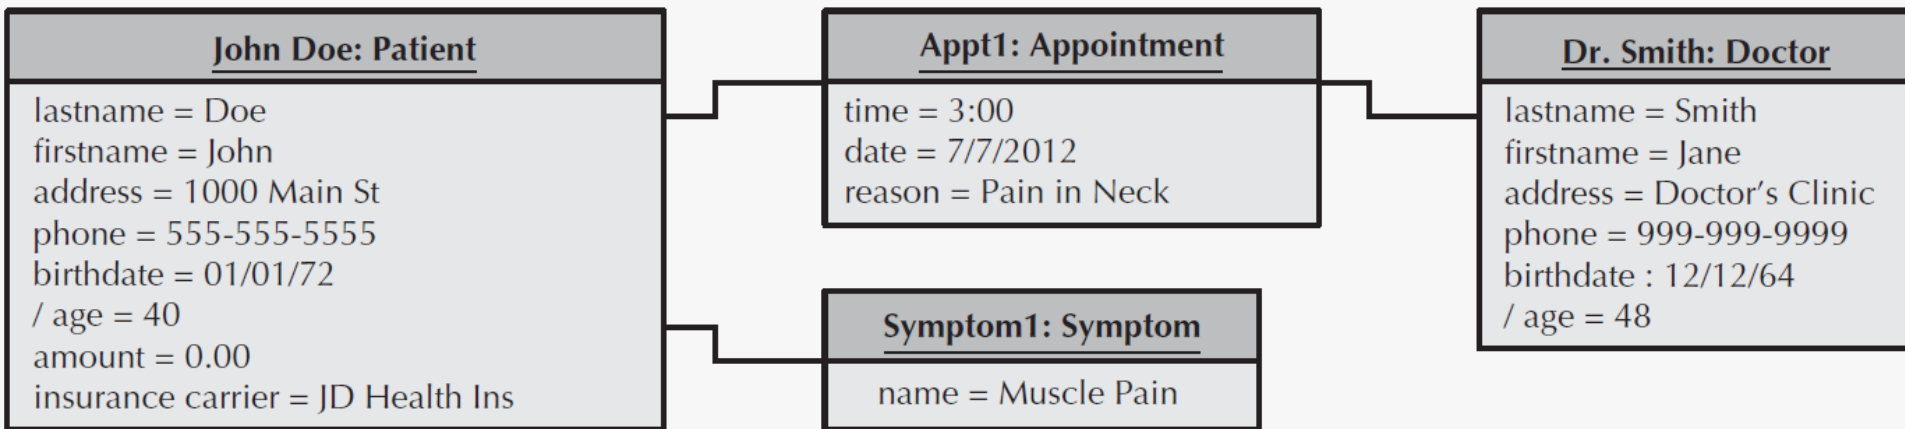 John Doe: Patient
lastname = Doe
firstname = John
address = 1000 Main St
phone = 555-555-5555
birthdate = 01/01/72
/ age = 40
amount = 0.00
insurance carrier = JD Health Ins
Appt1: Appointment
time = 3:00
date = 7/7/2012
reason = Pain in Neck
Symptom1: Symptom
name = Muscle Pain
Dr. Smith: Doctor
lastname = Smith
firstname = Jane
address = Doctor’s Clinic
phone = 999-999-9999
birthdate : 12/12/64
/ age = 48